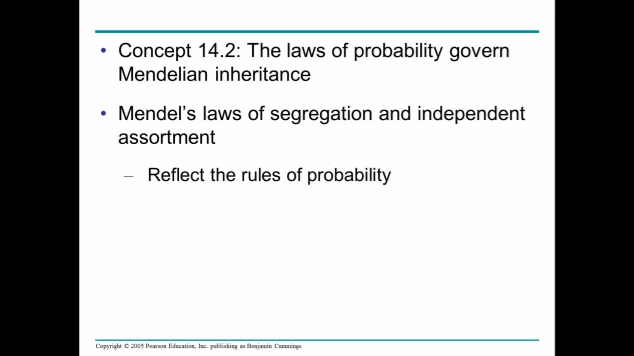 • Concept 14.2: The laws of probability govern
Mendelian inheritance
• Mendel's laws of segregation and independent
assortment
– Reflect the rules of probability
Copyright © 2005 Pearson Education, Inc. publishing as Benjamin Cummings